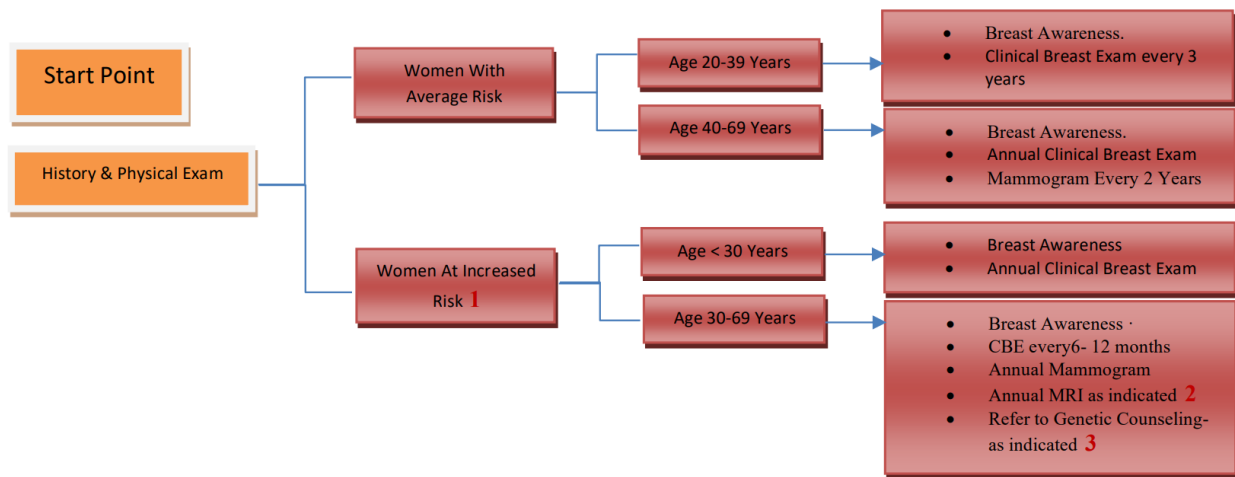 Start Point
History & Physical Exam
Women With
Average Risk
Age 20-39 Years
• Breast Awareness.
• Clinical Breast Exam every 3
years
Age 40-69 Years
• Breast Awareness.
• Annual Clinical Breast Exam
• Mammogram Every 2 Years
Women At Increased
Risk 1
Age < 30 Years
• Breast Awareness
• Annual Clinical Breast Exam
Age 30-69 Years
• Breast Awareness ·
• CBE every6- 12 months
• Annual Mammogram
• Annual MRI as indicated 2
• Refer to Genetic Counseling-
as indicated 3